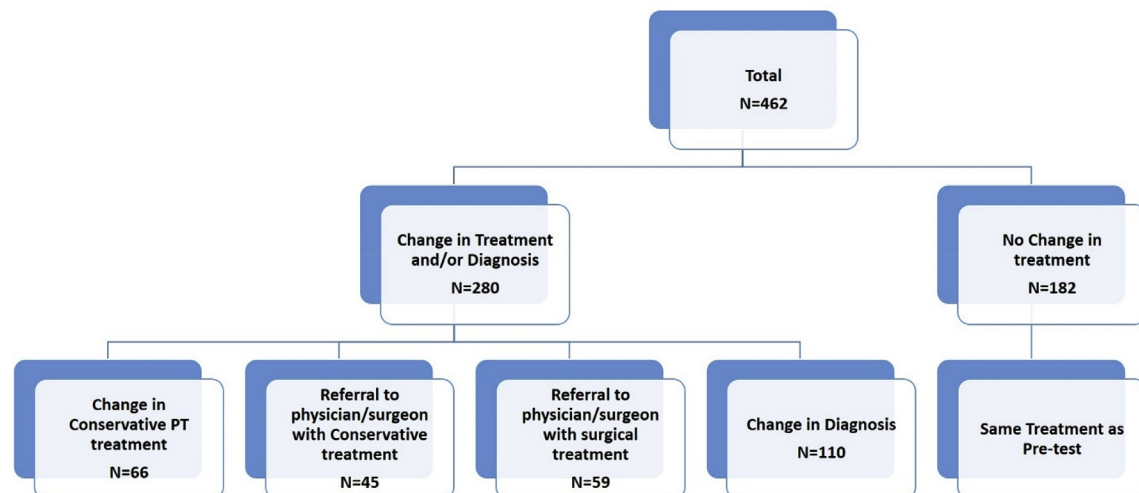 Total
N=462
Change in Treatment
and/or Diagnosis
N=280
No Change in
treatment
N=182
Change in
Conservative PT
treatment
N=66
Referral to
physician/surgeon
with Conservative
treatment
N=45
Referral to
physician/surgeon
with surgical
treatment
N=59
Change in Diagnosis
N=110
Same Treatment as
Pre-test